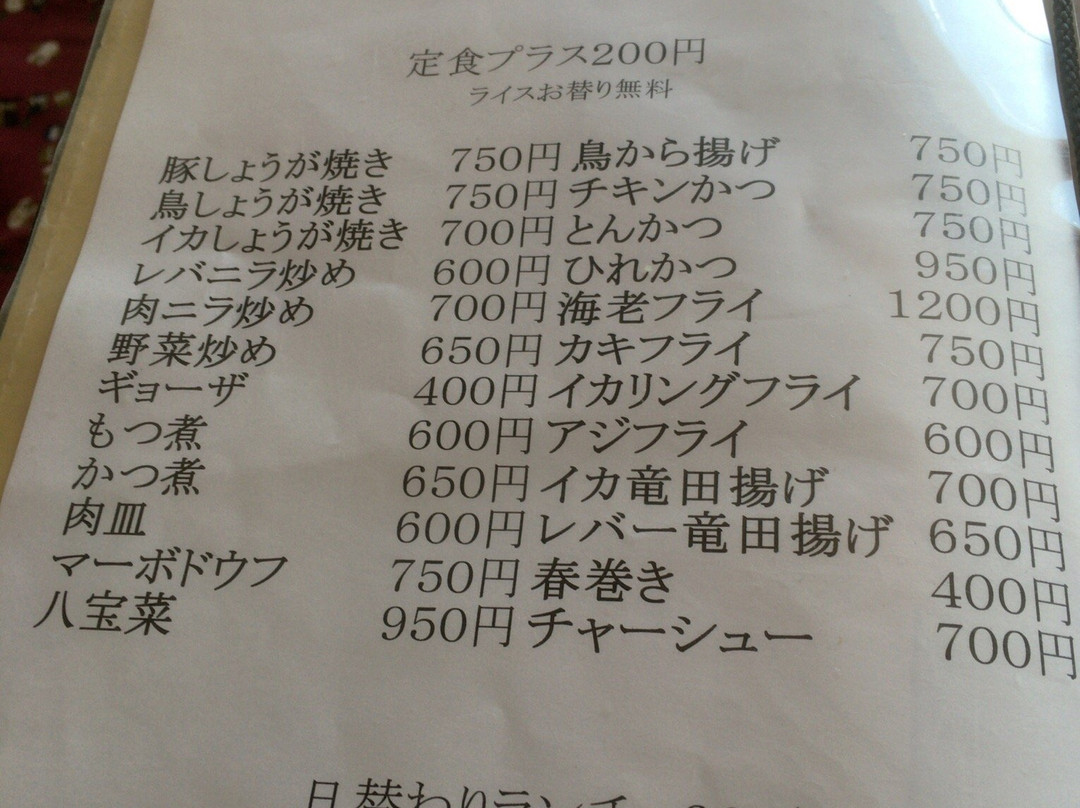 定食プラス200円
ライスお替り無料
豚しょうが焼き 750円 鳥から揚げ 750円
鳥しょうが焼き 750円 チキンかつ 750円
イカしょうが焼き 700円 とんかつ 750円
レバニラ炒め 600円 ひれかつ 950円
肉ニラ炒め 700円 海老フライ 1200円
野菜炒め 650円 カキフライ 750円
ギョーザ 400円 イカリングフライ 700円
もつ煮 600円 アジフライ 600円
かつ煮 650円 イカ竜田揚げ 700円
肉皿 600円 レバー竜田揚げ 650円
マーボドウフ 750円 春巻き 400円
八宝菜 950円 チャーシュー 700円
日替わりランチ